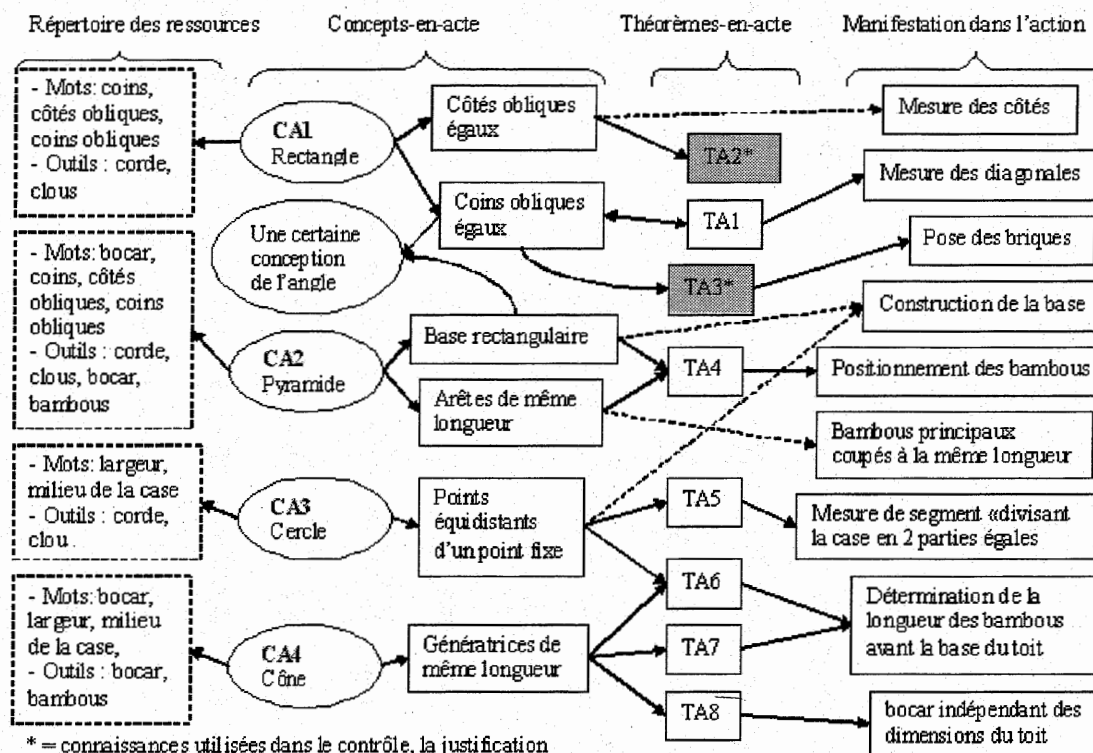 Répertoire des ressources
Concepts-en-acte
Théorèmes-en-acte
Manifestation dans l'action
- Mots: coins,
côtés obliques,
coins obliques
- Outils : corde,
clous
CA1
Rectangle
Côtés obliques
égaux
TA2*
Mesure des côtés
Coins obliques
égaux
TA1
Mesure des diagonales
Une certaine
conception
de l'angle
TA3*
Pose des briques
- Mots: bocar,
coins, côtés
obliques, coins
obliques
- Outils : corde,
clous, bocar,
bambous
CA2
Pyramide
Base rectangulaire
Construction de la base
Arêtes de même
longueur
TA4
Positionnement des bambous
Bambous principaux
coupés à la même longueur
- Mots: largeur,
milieu de la case
- Outils : corde,
clou.
CA3
Cercle
Points
équidistants
d'un point fixe
TA5
Mesure de segment «divisant
la case en 2 parties égales
TA6
- Mots: bocar,
largeur, milieu
de la case,
- Outils: bocar,
bambous
CA4
Cône
Génératrices de
même longueur
TA7
Détermination de la
longueur des bambous
avant la base du toit
TA8
bocar indépendant des
dimensions du toit
* = connaissances utilisées dans le contrôle, la justification